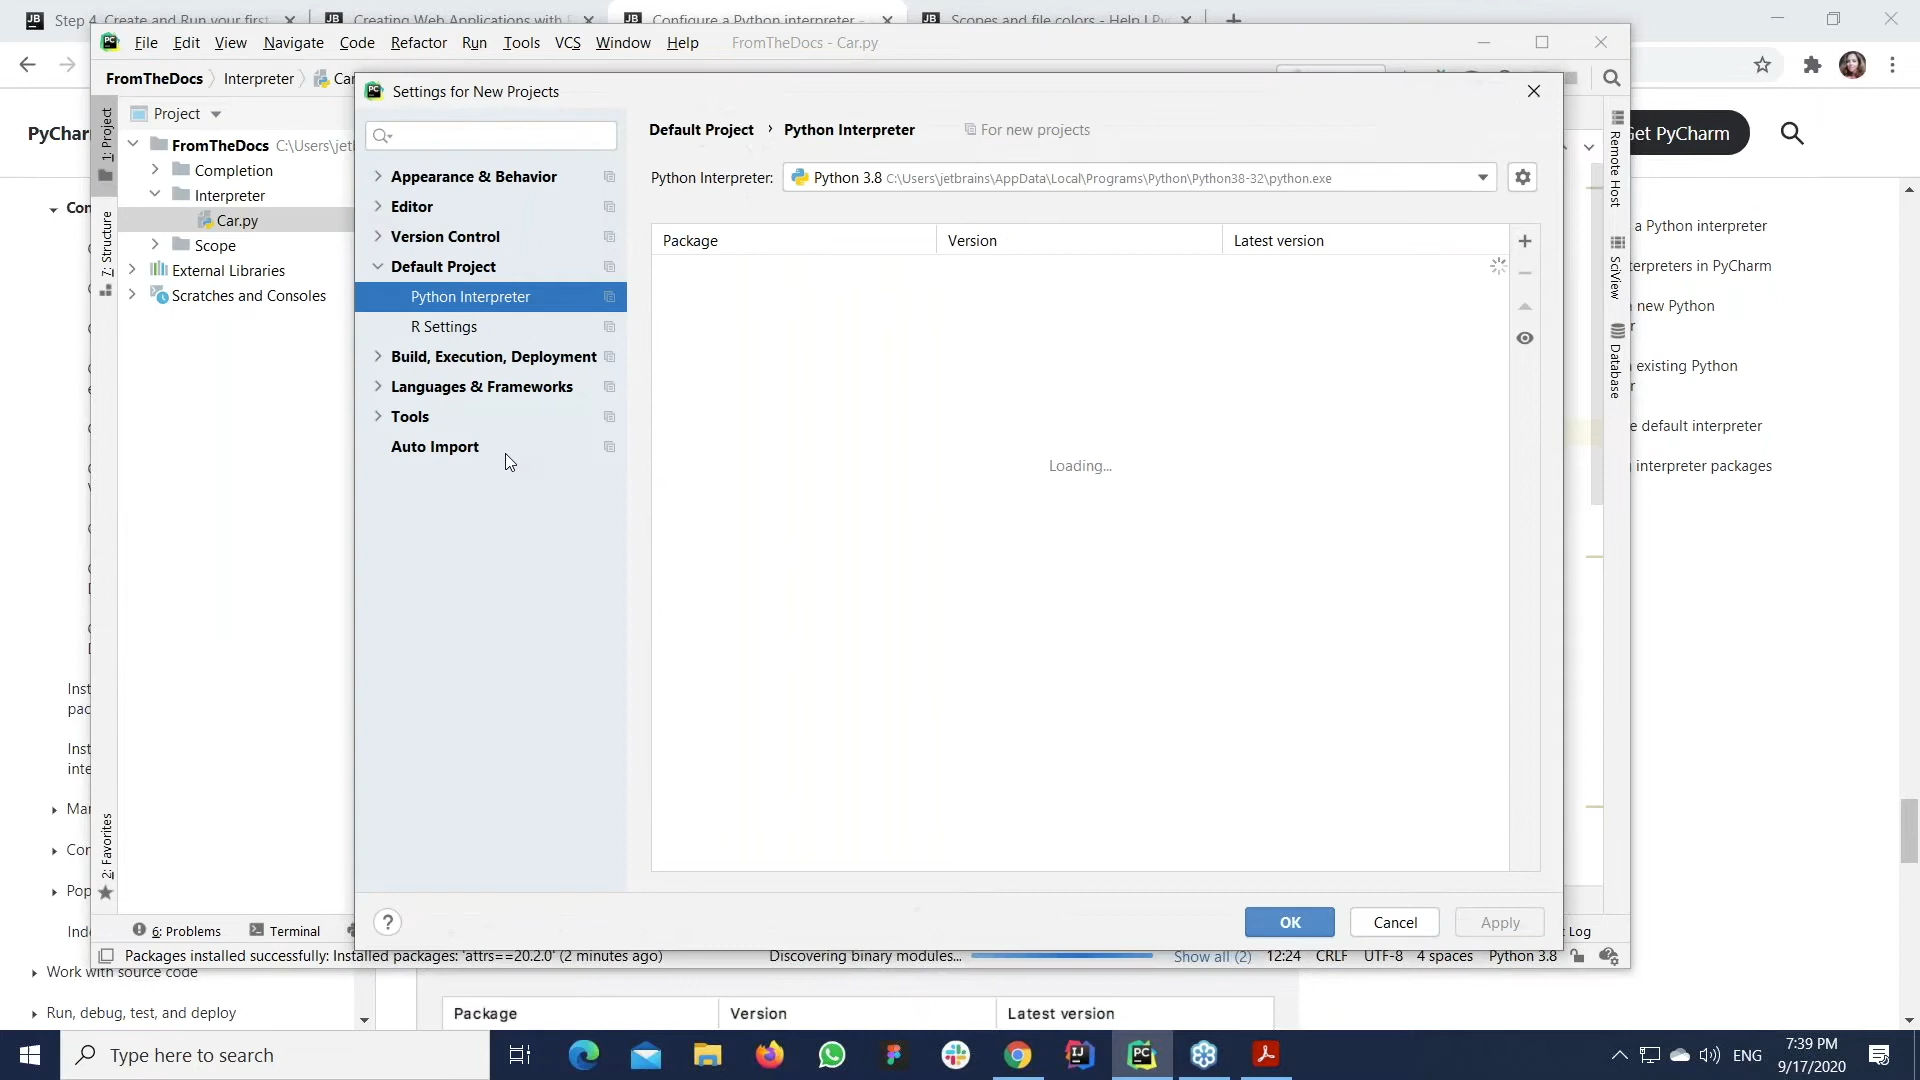 Step 4. Create and Run your first
Creating Web Applications with
Configure a Python interpreter -
Scopes and file colors - Help | Py
File Edit View Navigate Code Refactor Run Tools VCS Window Help FromTheDocs - Car.py
FromTheDocs Interpreter
Settings for New Projects
1: Project
Project
FromTheDocs C:\Users\jetl
Completion
Interpreter
Car.py
Scope
External Libraries
Scratches and Consoles
7: Structure
2: Favorites
Default Project › Python Interpreter For new projects
Python Interpreter: Python 3.8 C:\Users\jetbrains\AppData\Local\Programs\Python\Python38-32\python.exe
Appearance & Behavior
Editor
Version Control
Default Project
Python Interpreter
R Settings
Build, Execution, Deployment
Languages & Frameworks
Tools
Auto Import
Package Version Latest version
Loading...
OK Cancel Apply
Remote Host
SciView
Database
Get PyCharm
a Python interpreter
terpreters in PyCharm
new Python
existing Python
e default interpreter
interpreter packages
6: Problems Terminal
Log
Packages installed successfully: Installed packages: 'attrs==20.2.0' (2 minutes ago) Discovering binary modules... Show all (2) 12:24 CRLF UTF-8 4 spaces Python 3.8
Work with source code
Run, debug, test, and deploy
Package Version Latest version
Type here to search
ENG
7:39 PM
9/17/2020